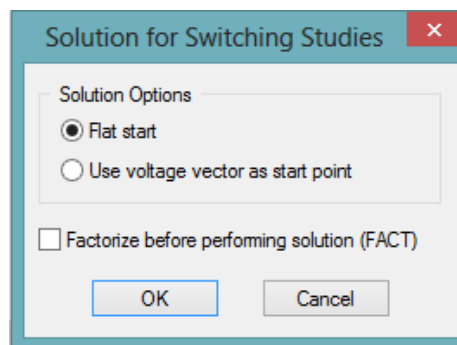 Solution for Switching Studies
Solution Options
Flat start
Use voltage vector as start point
Factorize before performing solution (FACT)
OK
Cancel